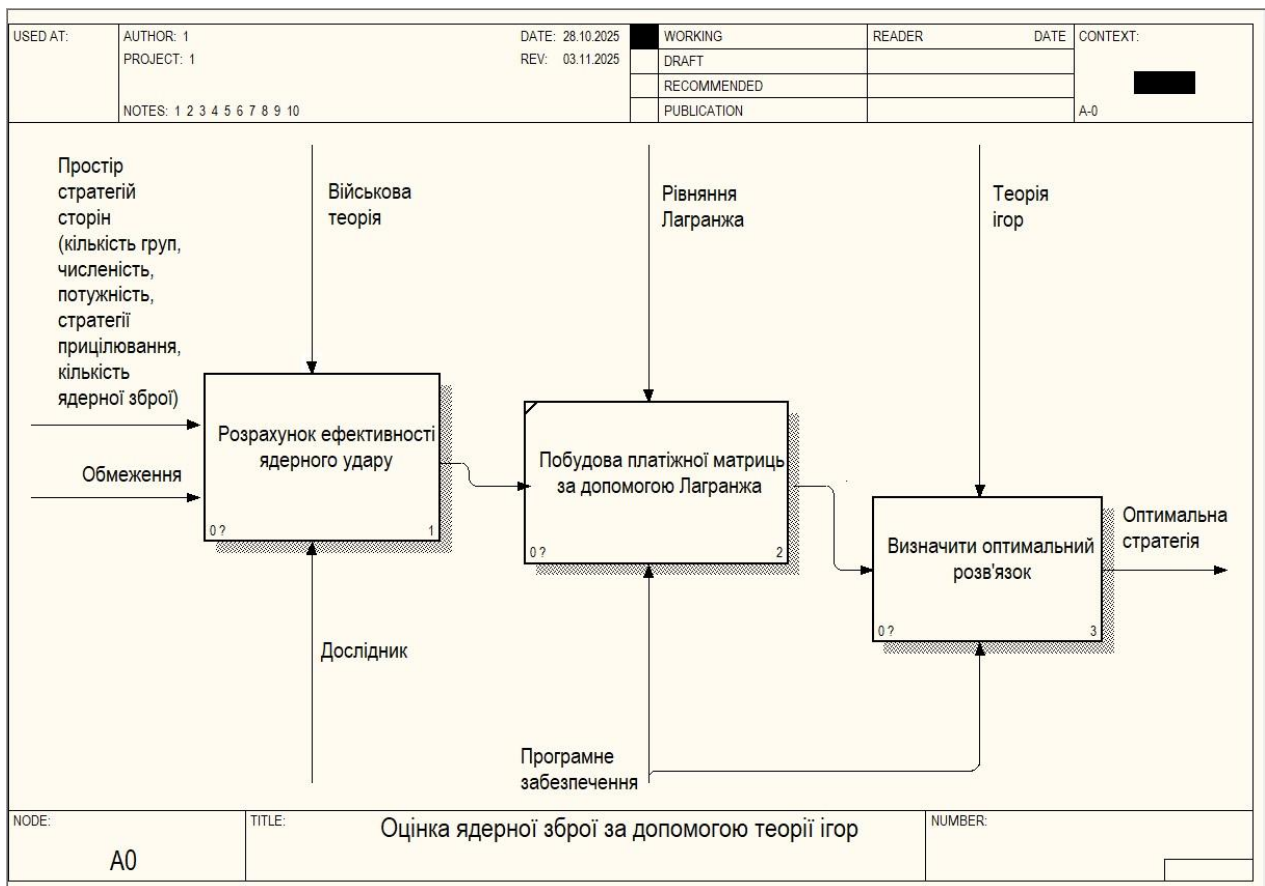 USED AT:
AUTHOR: 1
DATE: 28.10.2025
PROJECT: 1
REV: 03.11.2025
NOTES: 1 2 3 4 5 6 7 8 9 10
WORKING
DRAFT
RECOMMENDED
PUBLICATION
READER
DATE
CONTEXT:
A-0
Простір
стратегій
сторін
(кількість груп,
численість,
потужність,
стратегії
прицілювання,
кількість
ядерної зброї)
Військова
теорія
Рівняння
Лагранжа
Теорія
ігор
Обмеження
Розрахунок ефективності
ядерного удару
0 ?
1
Побудова платіжної матриць
за допомогою Лагранжа
0 ?
2
Визначити оптимальний
розв'язок
0 ?
3
Оптимальна
стратегія
Дослідник
Програмне
забезпечення
NODE:
A0
TITLE:
Оцінка ядерної зброї за допомогою теорії ігор
NUMBER: